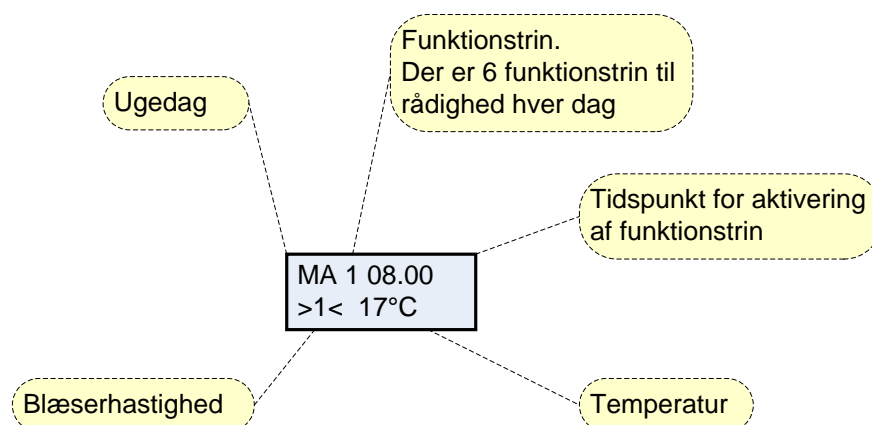 Funktionstrin.
Der er 6 funktionstrin til
rådighed hver dag
Ugedag
Tidspunkt for aktivering
af funktionstrin
MA 1 08.00
>1< 17°C
Blæserhastighed
Temperatur